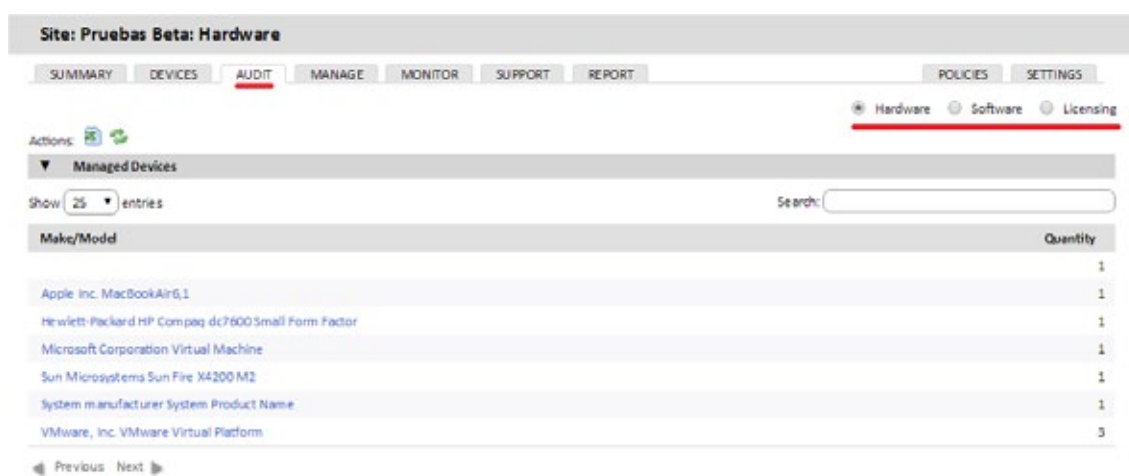 Site: Pruebas Beta: Hardware
SUMMARY DEVICES AUDIT MANAGE MONITOR SUPPORT REPORT POLICIES SETTINGS
Hardware Software Licensing
Actions:
Managed Devices
Show 25 entries Search:
Make/Model Quantity
1
Apple Inc. MacBookAir6,1 1
Hewlett-Packard HP Compaq dc7600 Small Form Factor 1
Microsoft Corporation Virtual Machine 1
Sun Microsystems Sun Fire X4200 M2 1
System manufacturer System Product Name 1
VMware, Inc. VMware Virtual Platform 3
Previous Next